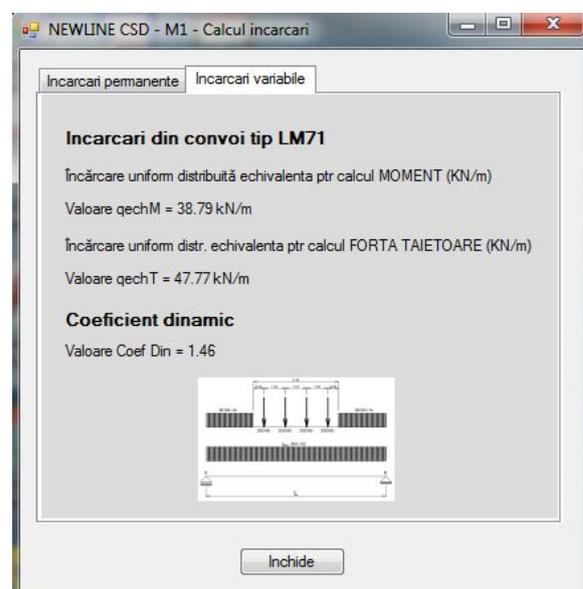 NEWLINE CSD - M1 - Calcul incarcari
Incarcari permanente Incarcari variabile
Incarcari din convoi tip LM71
Încărcare uniform distribuită echivalenta ptr calcul MOMENT (KN/m)
Valoare qechM = 38.79 kN/m
Încărcare uniform distr. echivalenta ptr calcul FORTA TAIETOARE (KN/m)
Valoare qechT = 47.77 kN/m
Coeficient dinamic
Valoare Coef Din = 1.46
Inchide